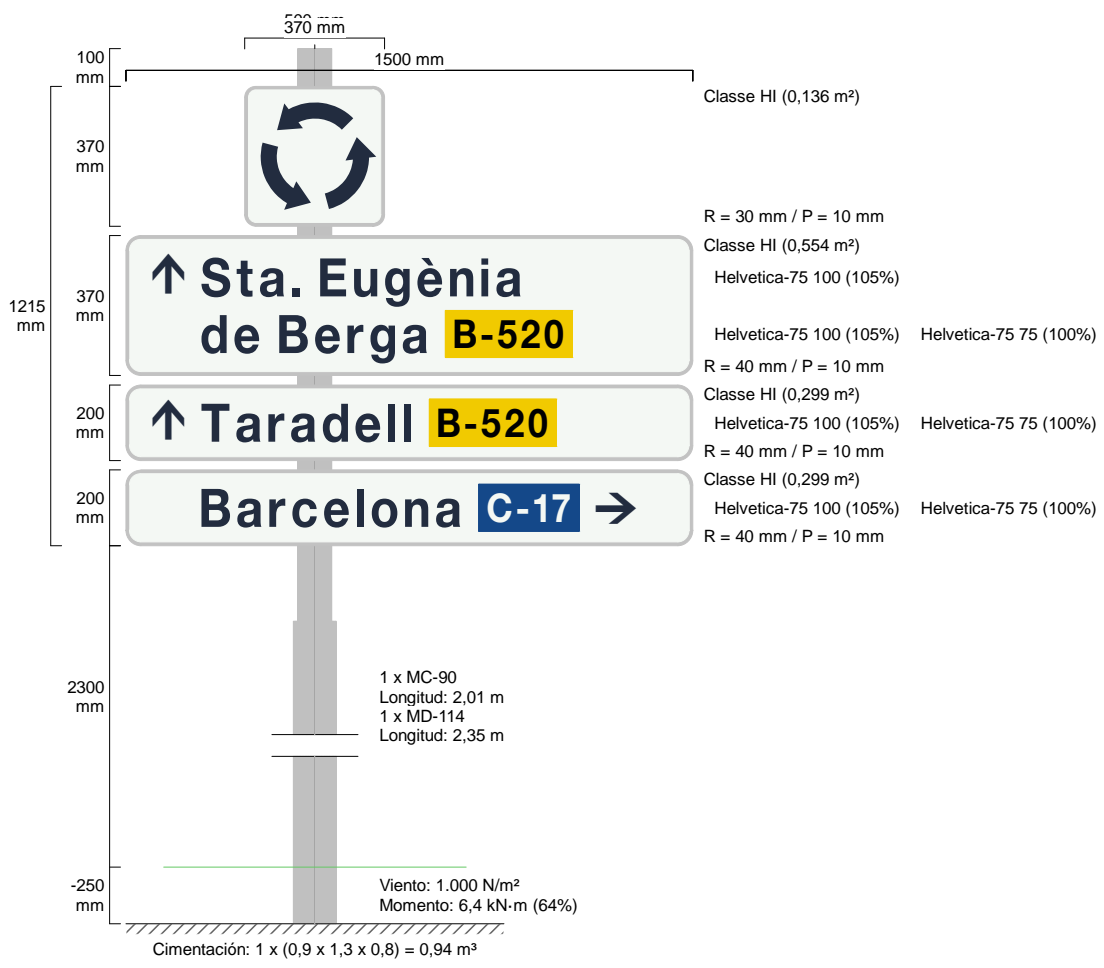 370 mm
100
mm
1500 mm
Classe HI (0,136 m²)
370
mm
R = 30 mm / P = 10 mm
Classe HI (0,554 m²)
Sta. Eugènia
Helvetica-75 100 (105%)
1215
mm
370
mm
de Berga B-520
Helvetica-75 100 (105%) Helvetica-75 75 (100%)
R = 40 mm / P = 10 mm
Classe HI (0,299 m²)
200
mm
Taradell B-520
Helvetica-75 100 (105%) Helvetica-75 75 (100%)
R = 40 mm / P = 10 mm
Classe HI (0,299 m²)
200
mm
Barcelona C-17
Helvetica-75 100 (105%) Helvetica-75 75 (100%)
R = 40 mm / P = 10 mm
2300
mm
1 x MC-90
Longitud: 2,01 m
1 x MD-114
Longitud: 2,35 m
-250
mm
Viento: 1.000 N/m²
Momento: 6,4 kN·m (64%)
Cimentación: 1 x (0,9 x 1,3 x 0,8) = 0,94 m³